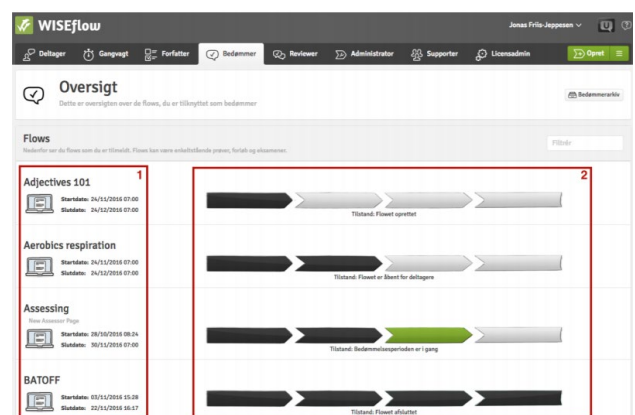 WISEflow
Jonas Friis-Jeppesen
Deltager Gangvagt Forfatter Bedømmer Reviewer Administrator Supporter Licensadmin Opret
Oversigt
Dette er oversigten over de flows, du er tilknyttet som bedømmer
Bedømmerarkiv
Flows
Nedenfor ser du flows som du er tilmeldt. Flows kan være enkeltstående prøver, forløb og eksamener.
Filtrér
1
2
Adjectives 101
Startdato: 24/11/2016 07:00
Slutdato: 24/12/2016 07:00
Tilstand: Flowet oprettet
Aerobics respiration
Startdato: 24/11/2016 07:00
Slutdato: 24/12/2016 07:00
Tilstand: Flowet er åbent for deltagere
Assessing
New Assessor Page
Startdato: 28/10/2016 08:24
Slutdato: 30/11/2016 07:00
Tilstand: Bedømmelsesperioden er i gang
BATOFF
Startdato: 03/11/2016 15:28
Slutdato: 22/11/2016 16:17
Tilstand: Flowet afsluttet